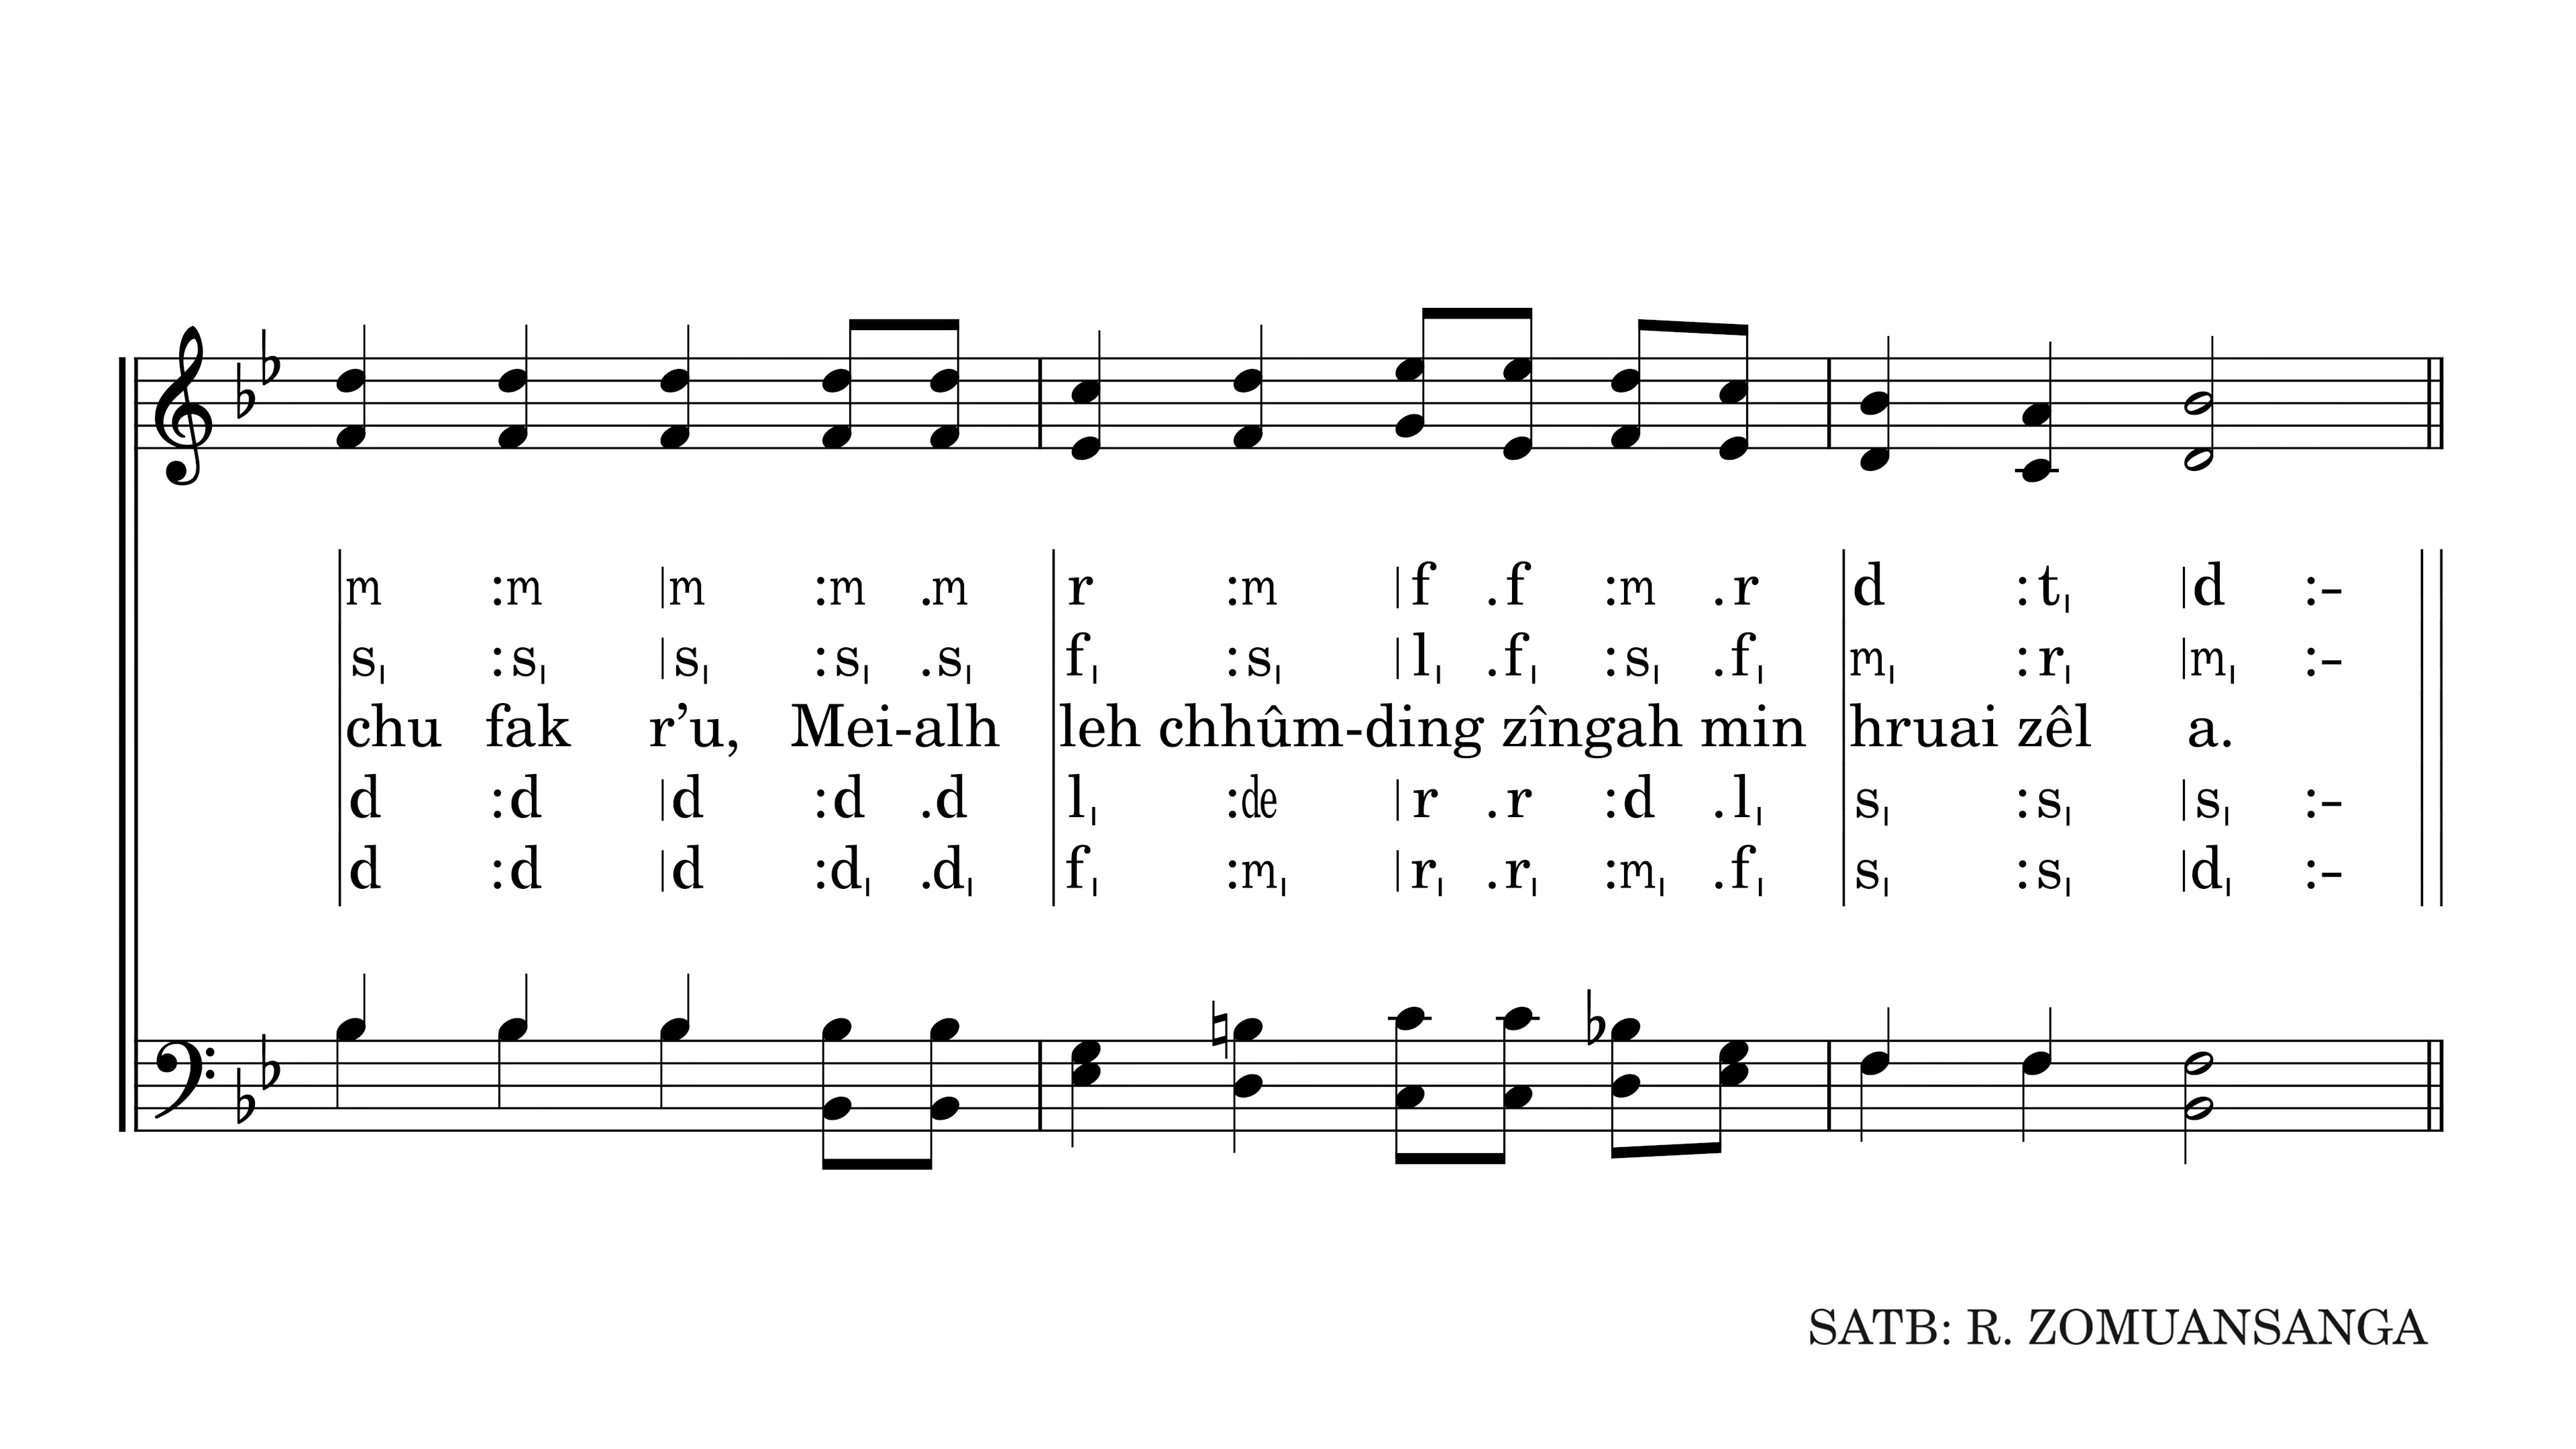 |m :m |m :m .m |r :m |f .f :m .r |d :t, |d :– ||
|s, :s, |s, :s, .s, |f, :s, |l, .f, :s, .f, |m, :r, |m, :– ||
chu fak r’u, Mei-alh leh chhûm-ding zîngah min hruai zêl a.
|d :d |d :d .d |l, :de |r .r :d .l, |s, :s, |s, :– ||
|d :d |d :d, .d, |f, :m, |r, .r, :m, .f, |s, :s, |d, :– ||
SATB: R. ZOMUANSANGA